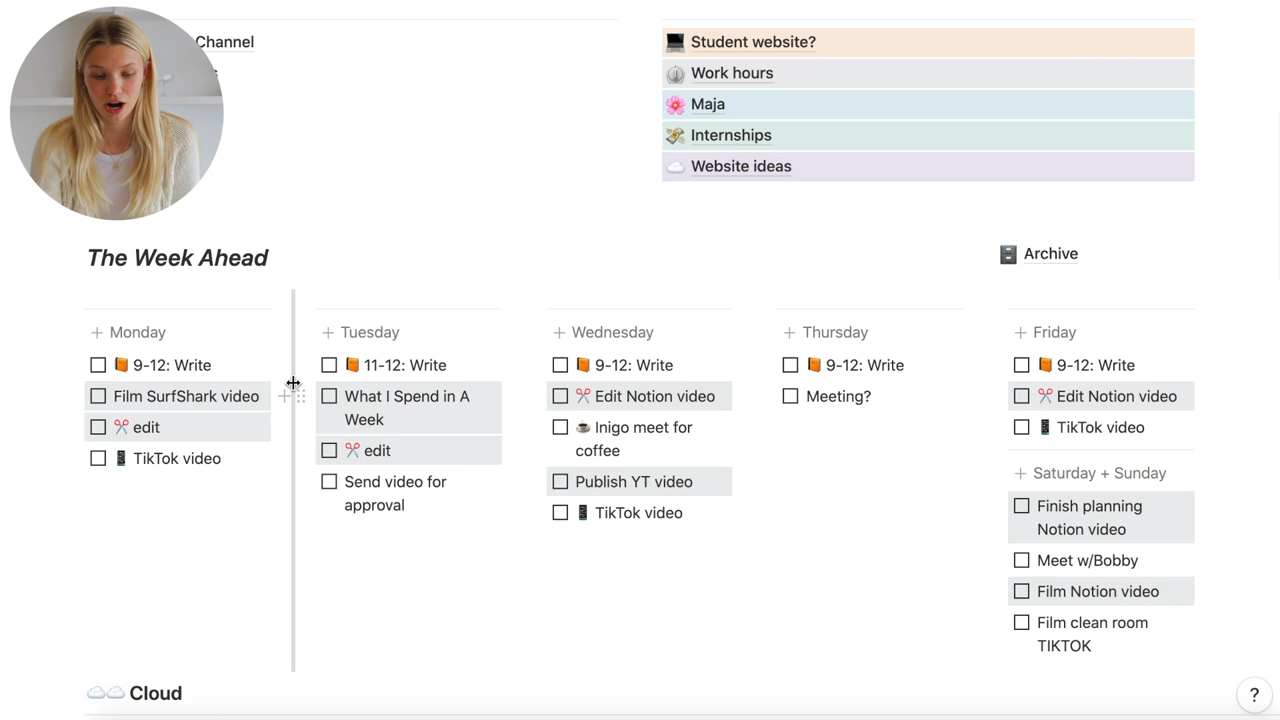 Channel
Student website?
Work hours
Maja
Internships
Website ideas
The Week Ahead
Archive
+ Monday
9-12: Write
Film SurfShark video
edit
TikTok video
+ Tuesday
11-12: Write
What I Spend in A
Week
edit
Send video for
approval
+ Wednesday
9-12: Write
Edit Notion video
Inigo meet for
coffee
Publish YT video
TikTok video
+ Thursday
9-12: Write
Meeting?
+ Friday
9-12: Write
Edit Notion video
TikTok video
+ Saturday + Sunday
Finish planning
Notion video
Meet w/Bobby
Film Notion video
Film clean room
TIKTOK
Cloud
?